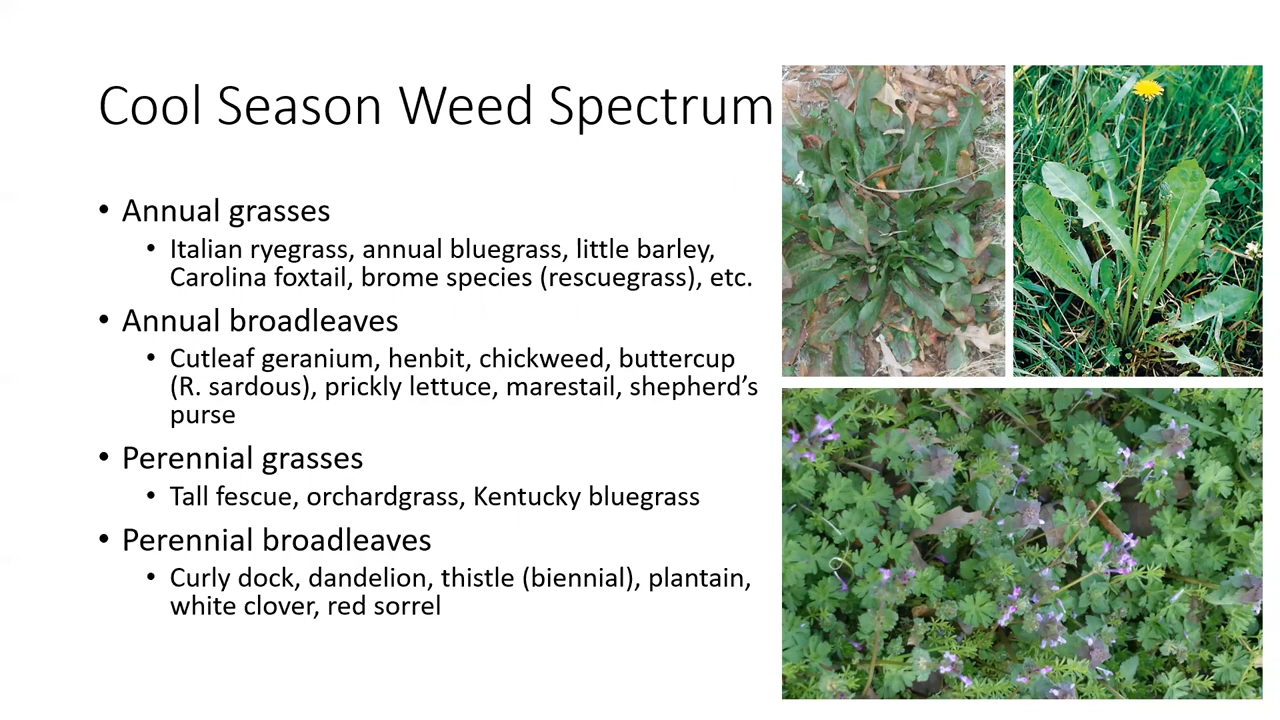 Cool Season Weed Spectrum
• Annual grasses
• Italian ryegrass, annual bluegrass, little barley,
Carolina foxtail, brome species (rescuegrass), etc.
• Annual broadleaves
• Cutleaf geranium, henbit, chickweed, buttercup
(R. sardous), prickly lettuce, marestail, shepherd’s
purse
• Perennial grasses
• Tall fescue, orchardgrass, Kentucky bluegrass
• Perennial broadleaves
• Curly dock, dandelion, thistle (biennial), plantain,
white clover, red sorrel